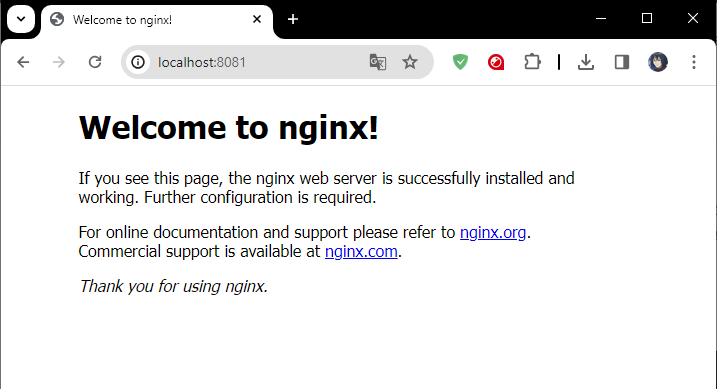 Welcome to nginx!
localhost:8081
Welcome to nginx!
If you see this page, the nginx web server is successfully installed and
working. Further configuration is required.
For online documentation and support please refer to nginx.org.
Commercial support is available at nginx.com.
Thank you for using nginx.